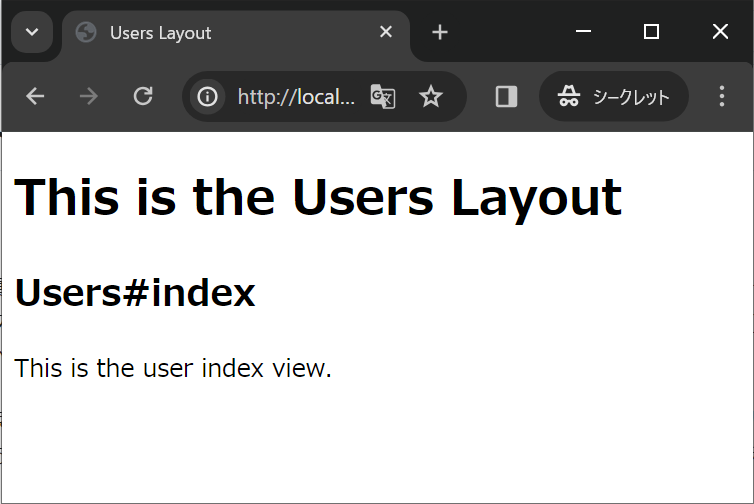 Users Layout
http://local...
シークレット
This is the Users Layout
Users#index
This is the user index view.